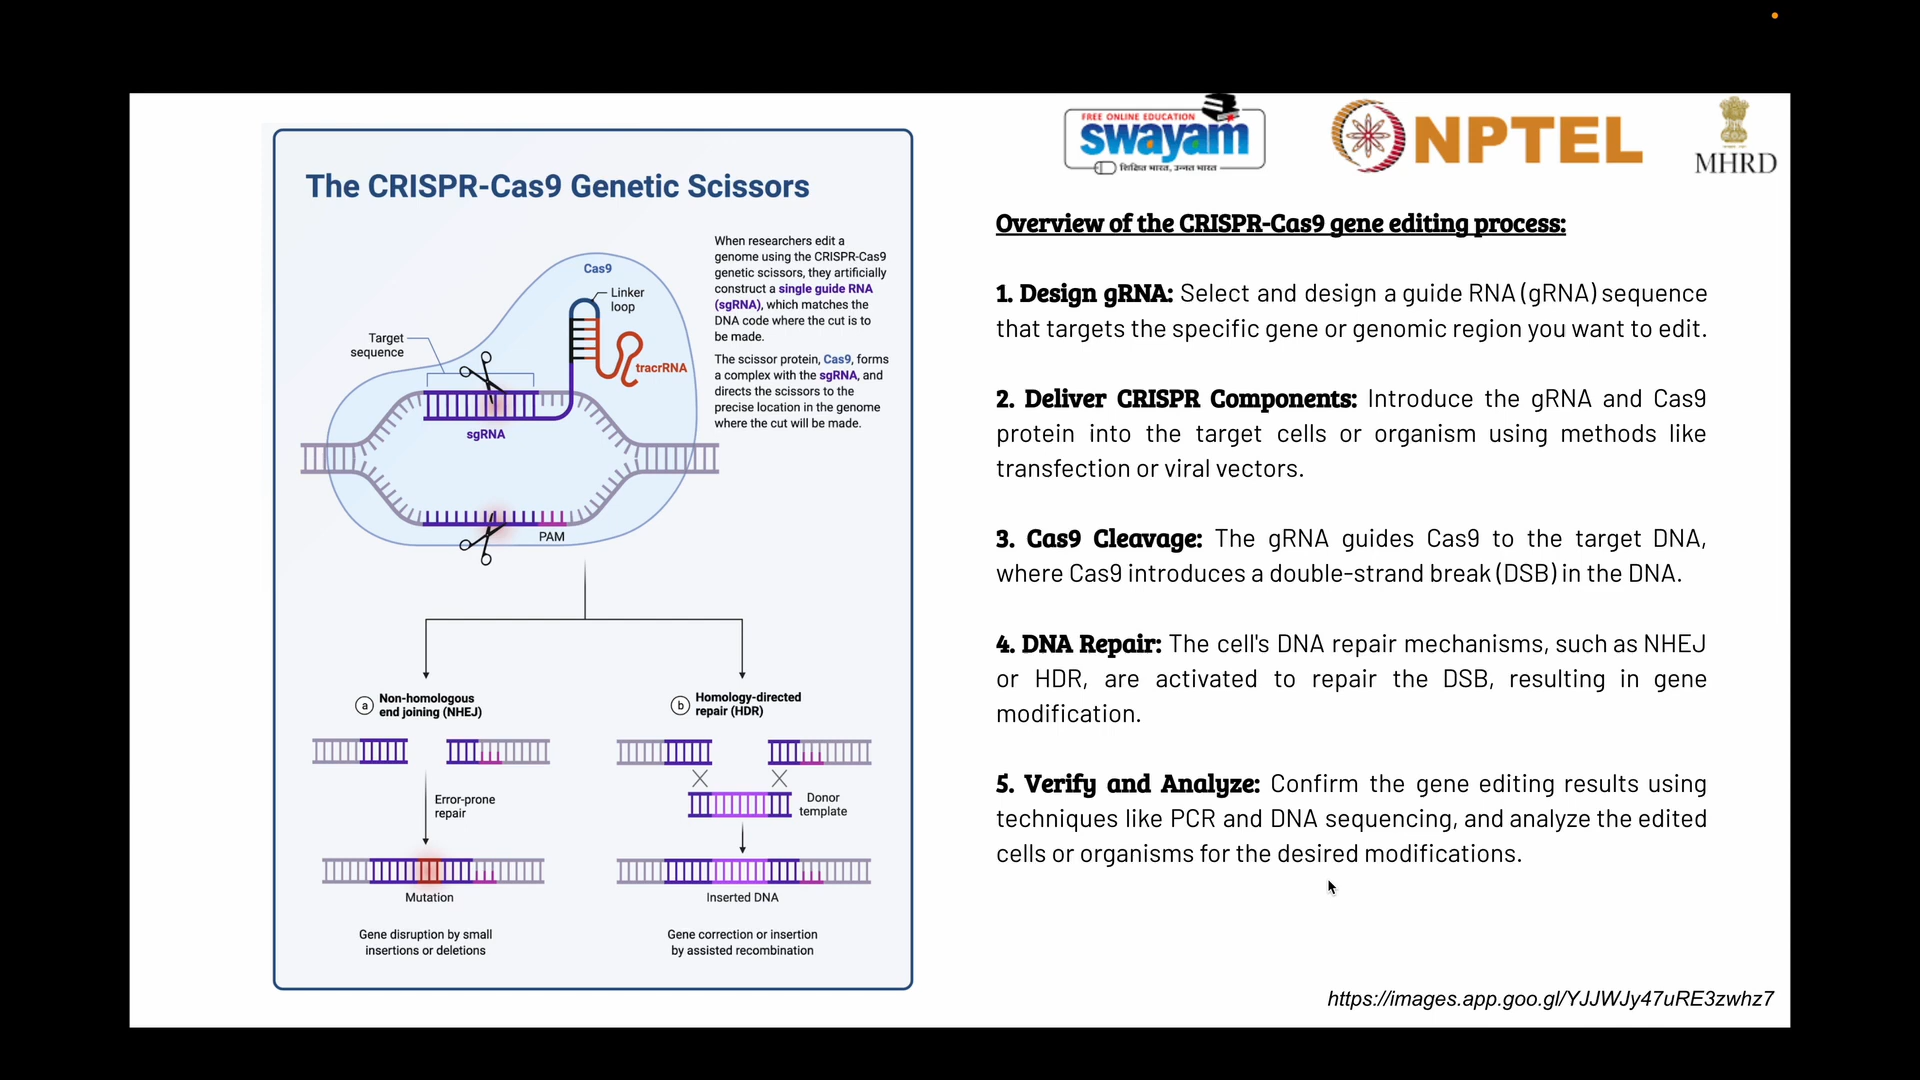 FREE ONLINE EDUCATION
swayam
शिक्षित भारत, उन्नत भारत
NPTEL
MHRD
The CRISPR-Cas9 Genetic Scissors
When researchers edit a
genome using the CRISPR-Cas9
genetic scissors, they artificially
construct a single guide RNA
(sgRNA), which matches the
DNA code where the cut is to
be made.
The scissor protein, Cas9, forms
a complex with the sgRNA, and
directs the scissors to the
precise location in the genome
where the cut will be made.
Cas9
Linker
loop
Target
sequence
tracrRNA
sgRNA
PAM
a
Non-homologous
end joining (NHEJ)
Error-prone
repair
Mutation
Gene disruption by small
insertions or deletions
b
Homology-directed
repair (HDR)
Donor
template
Inserted DNA
Gene correction or insertion
by assisted recombination
Overview of the CRISPR-Cas9 gene editing process:
1. Design gRNA: Select and design a guide RNA (gRNA) sequence
that targets the specific gene or genomic region you want to edit.
2. Deliver CRISPR Components: Introduce the gRNA and Cas9
protein into the target cells or organism using methods like
transfection or viral vectors.
3. Cas9 Cleavage: The gRNA guides Cas9 to the target DNA,
where Cas9 introduces a double-strand break (DSB) in the DNA.
4. DNA Repair: The cell's DNA repair mechanisms, such as NHEJ
or HDR, are activated to repair the DSB, resulting in gene
modification.
5. Verify and Analyze: Confirm the gene editing results using
techniques like PCR and DNA sequencing, and analyze the edited
cells or organisms for the desired modifications.
https://images.app.goo.gl/YJJWJy47uRE3zwhz7